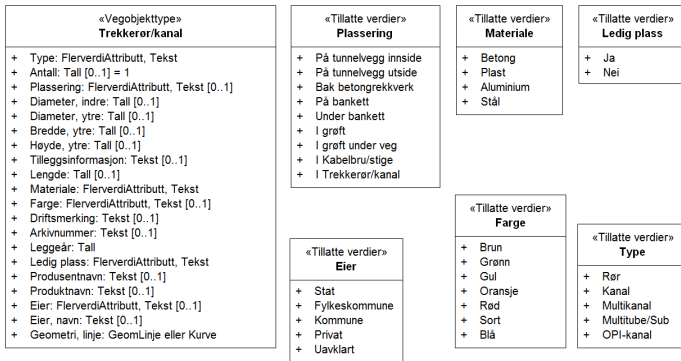 «Vegobjekttype»
Trekkerør/kanal
+ Type: FlerverdiAttributt, Tekst
+ Antall: Tall [0..1] = 1
+ Plassering: FlerverdiAttributt, Tekst [0..1]
+ Diameter, indre: Tall [0..1]
+ Diameter, ytre: Tall [0..1]
+ Bredde, ytre: Tall [0..1]
+ Høyde, ytre: Tall [0..1]
+ Tilleggsinformasjon: Tekst [0..1]
+ Lengde: Tall [0..1]
+ Materiale: FlerverdiAttributt, Tekst
+ Farge: FlerverdiAttributt, Tekst [0..1]
+ Driftsmerking: Tekst [0..1]
+ Arkivnummer: Tekst [0..1]
+ Leggeår: Tall
+ Ledig plass: FlerverdiAttributt, Tekst
+ Produsentnavn: Tekst [0..1]
+ Produktnavn: Tekst [0..1]
+ Eier: FlerverdiAttributt, Tekst [0..1]
+ Eier, navn: Tekst [0..1]
+ Geometri, linje: GeomLinje eller Kurve
«Tillatte verdier»
Plassering
+ På tunnelvegg innside
+ På tunnelvegg utside
+ Bak betongrekkverk
+ På bankett
+ Under bankett
+ I grøft
+ I grøft under veg
+ I Kabelbru/stige
+ I Trekkerør/kanal
«Tillatte verdier»
Materiale
+ Betong
+ Plast
+ Aluminium
+ Stål
«Tillatte verdier»
Ledig plass
+ Ja
+ Nei
«Tillatte verdier»
Eier
+ Stat
+ Fylkeskommune
+ Kommune
+ Privat
+ Uavklart
«Tillatte verdier»
Farge
+ Brun
+ Grønn
+ Gul
+ Oransje
+ Rød
+ Sort
+ Blå
«Tillatte verdier»
Type
+ Rør
+ Kanal
+ Multikanal
+ Multitube/Sub
+ OPI-kanal